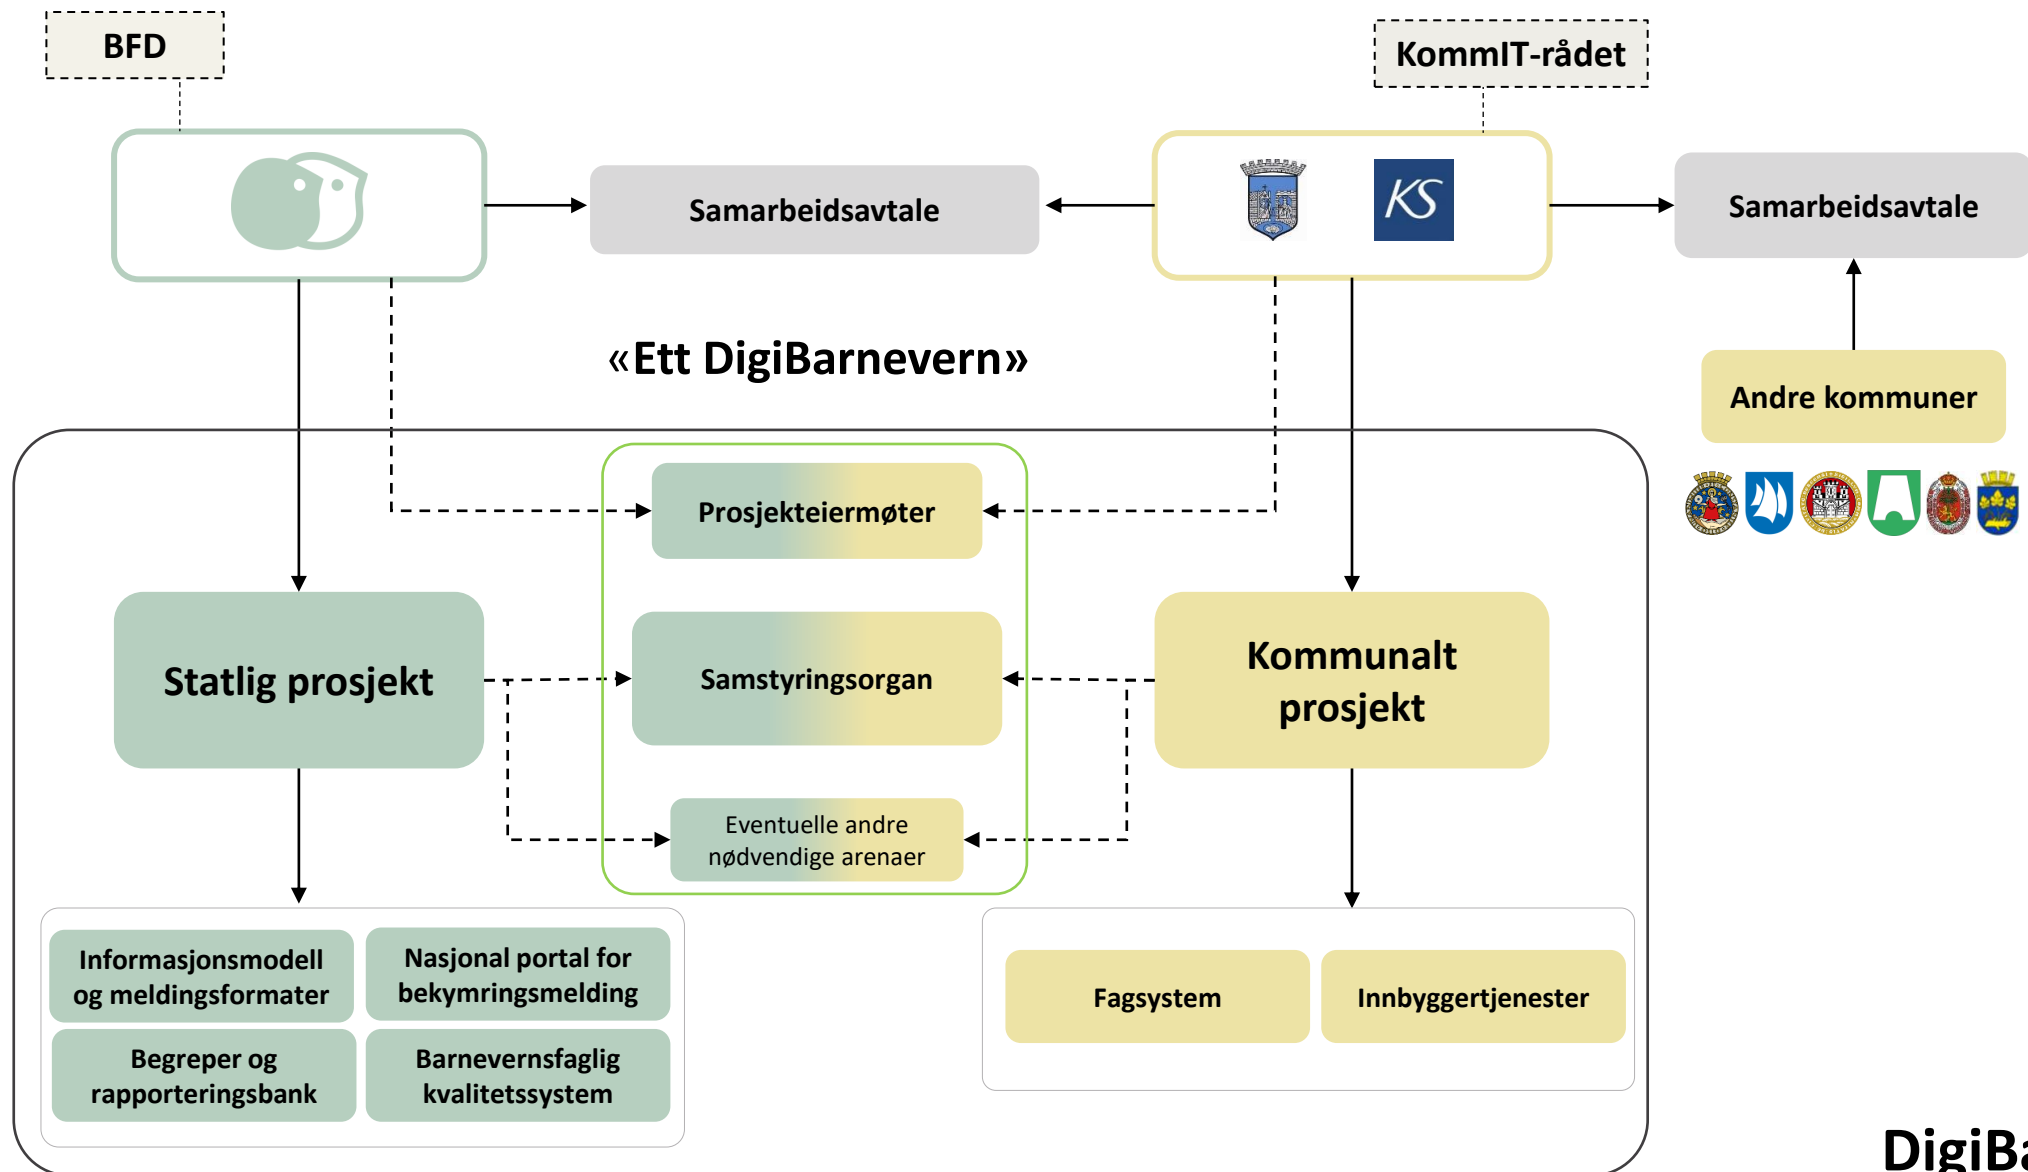 BFD
KommIT-rådet
Samarbeidsavtale
KS
Samarbeidsavtale
«Ett DigiBarnevern»
Andre kommuner
Prosjekteiermøter
Statlig prosjekt
Samstyringsorgan
Kommunalt
prosjekt
Eventuelle andre
nødvendige arenaer
Informasjonsmodell
og meldingsformater
Nasjonal portal for
bekymringsmelding
Begreper og
rapporteringsbank
Barnevernsfaglig
kvalitetssystem
Fagsystem
Innbyggertjenester
DigiBa